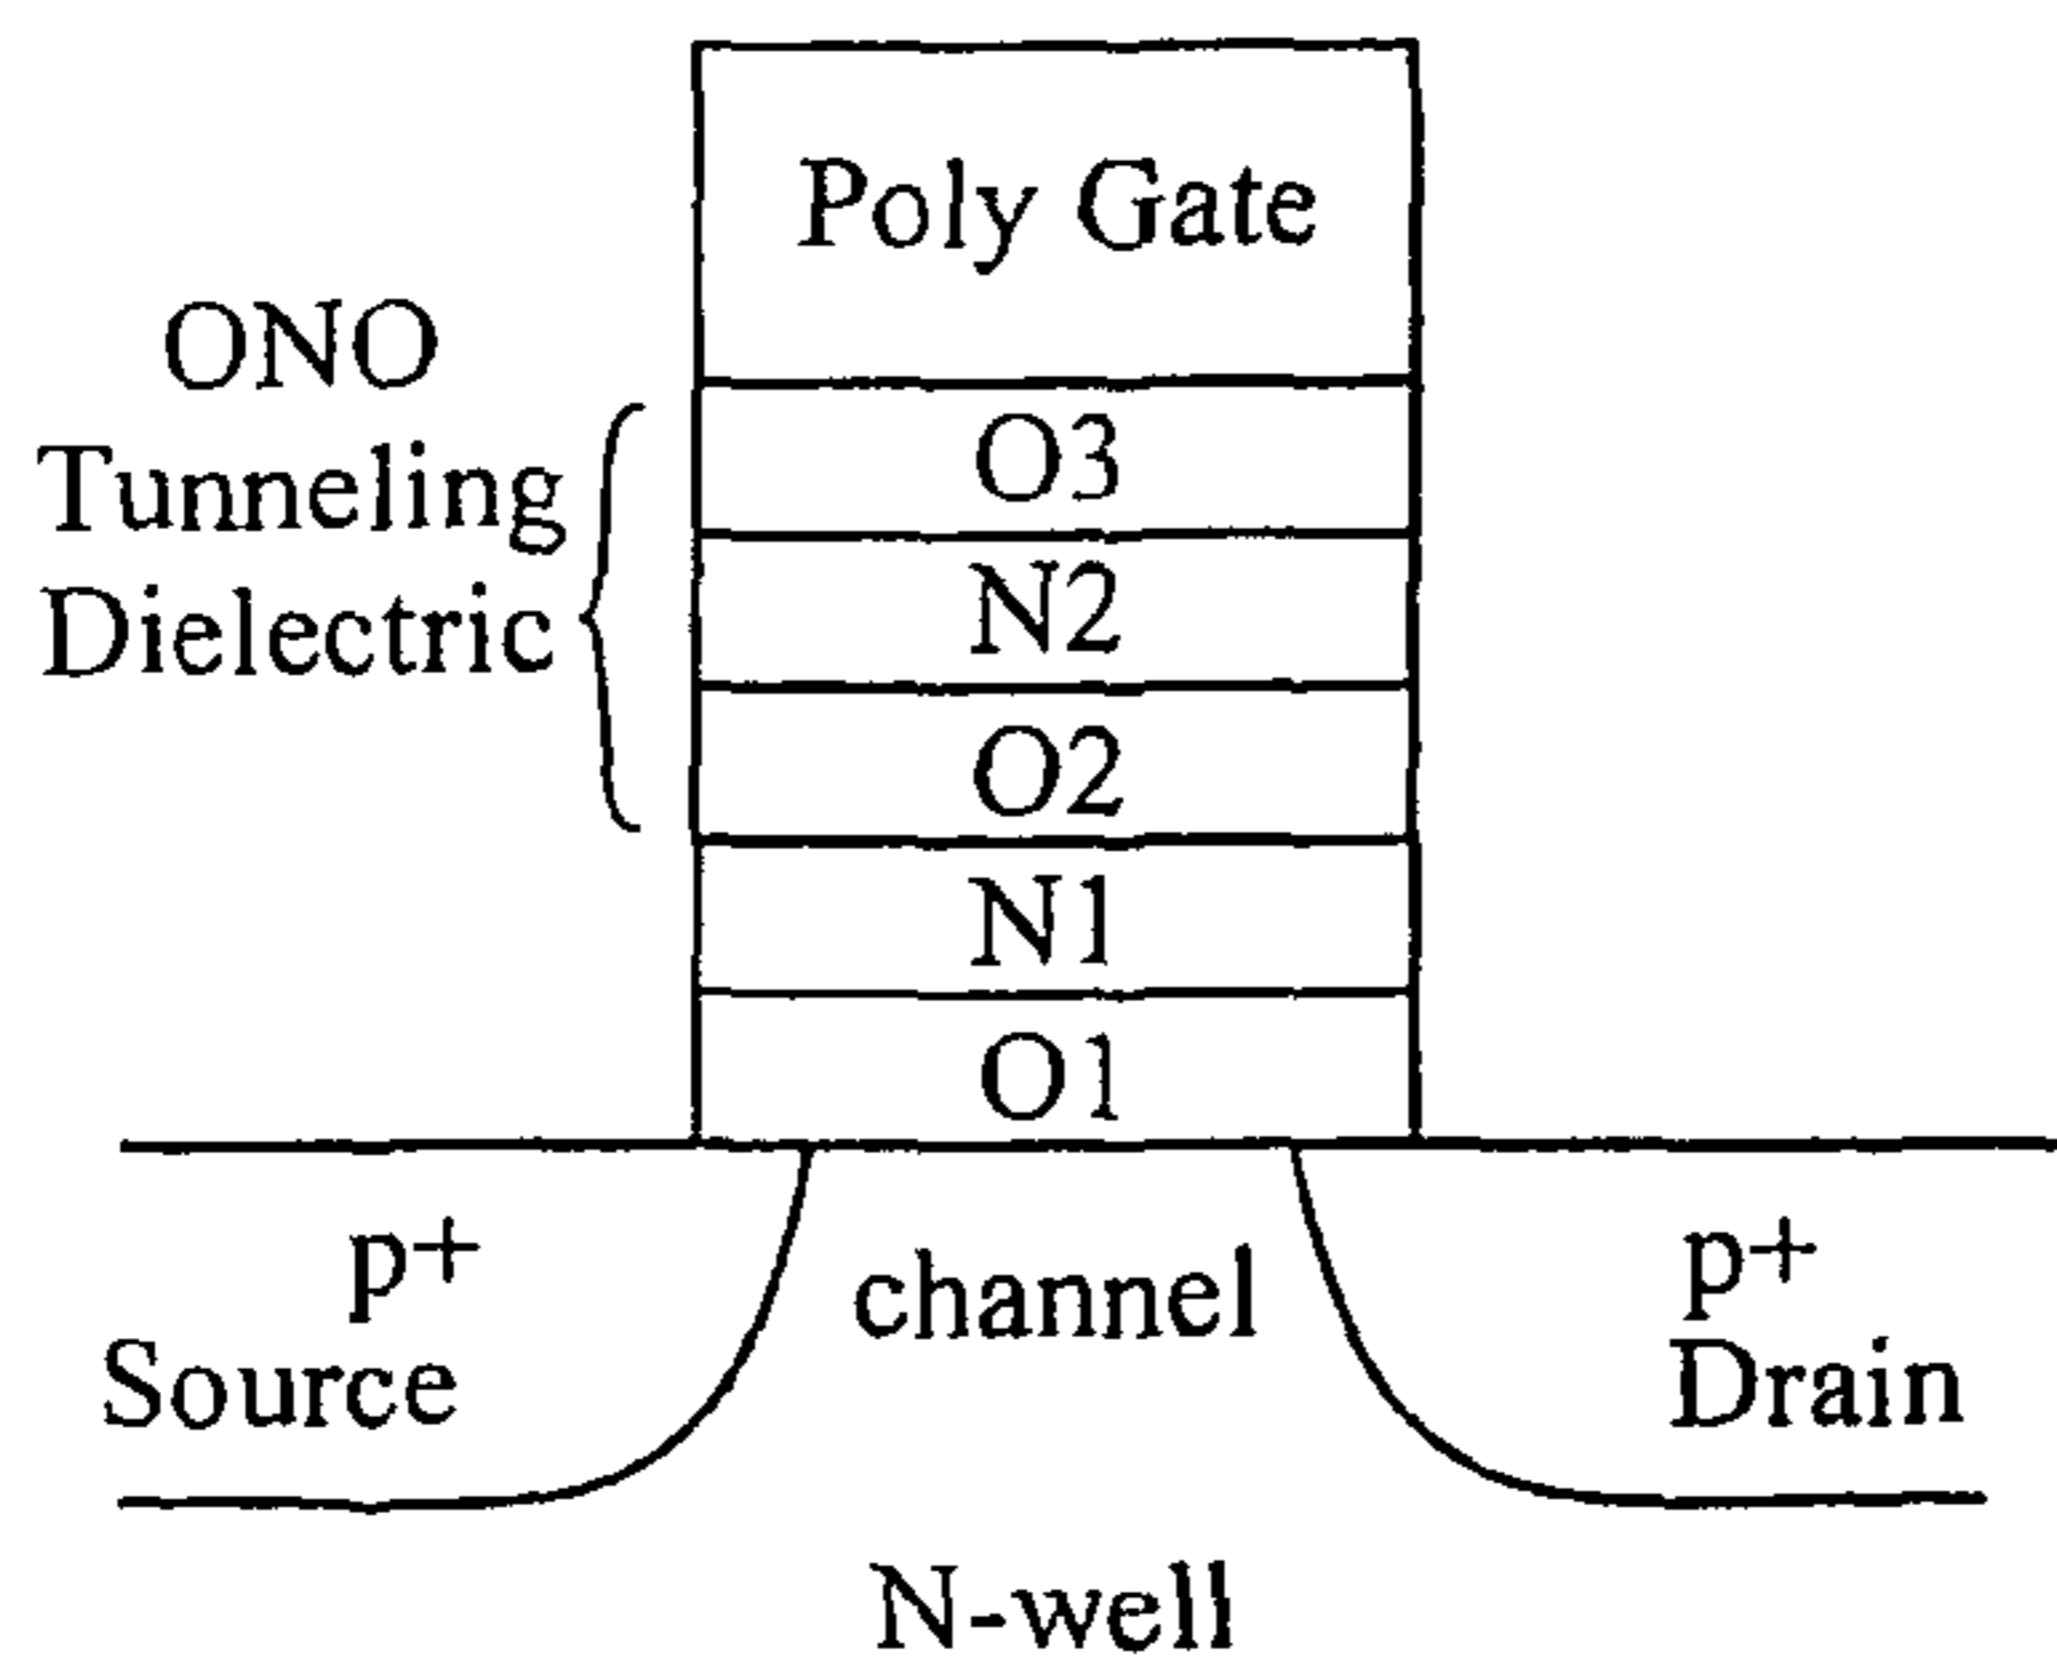 Poly Gate
ONO
Tunneling
Dielectric
O3
N2
O2
N1
O1
p+
Source
channel
p+
Drain
N-well